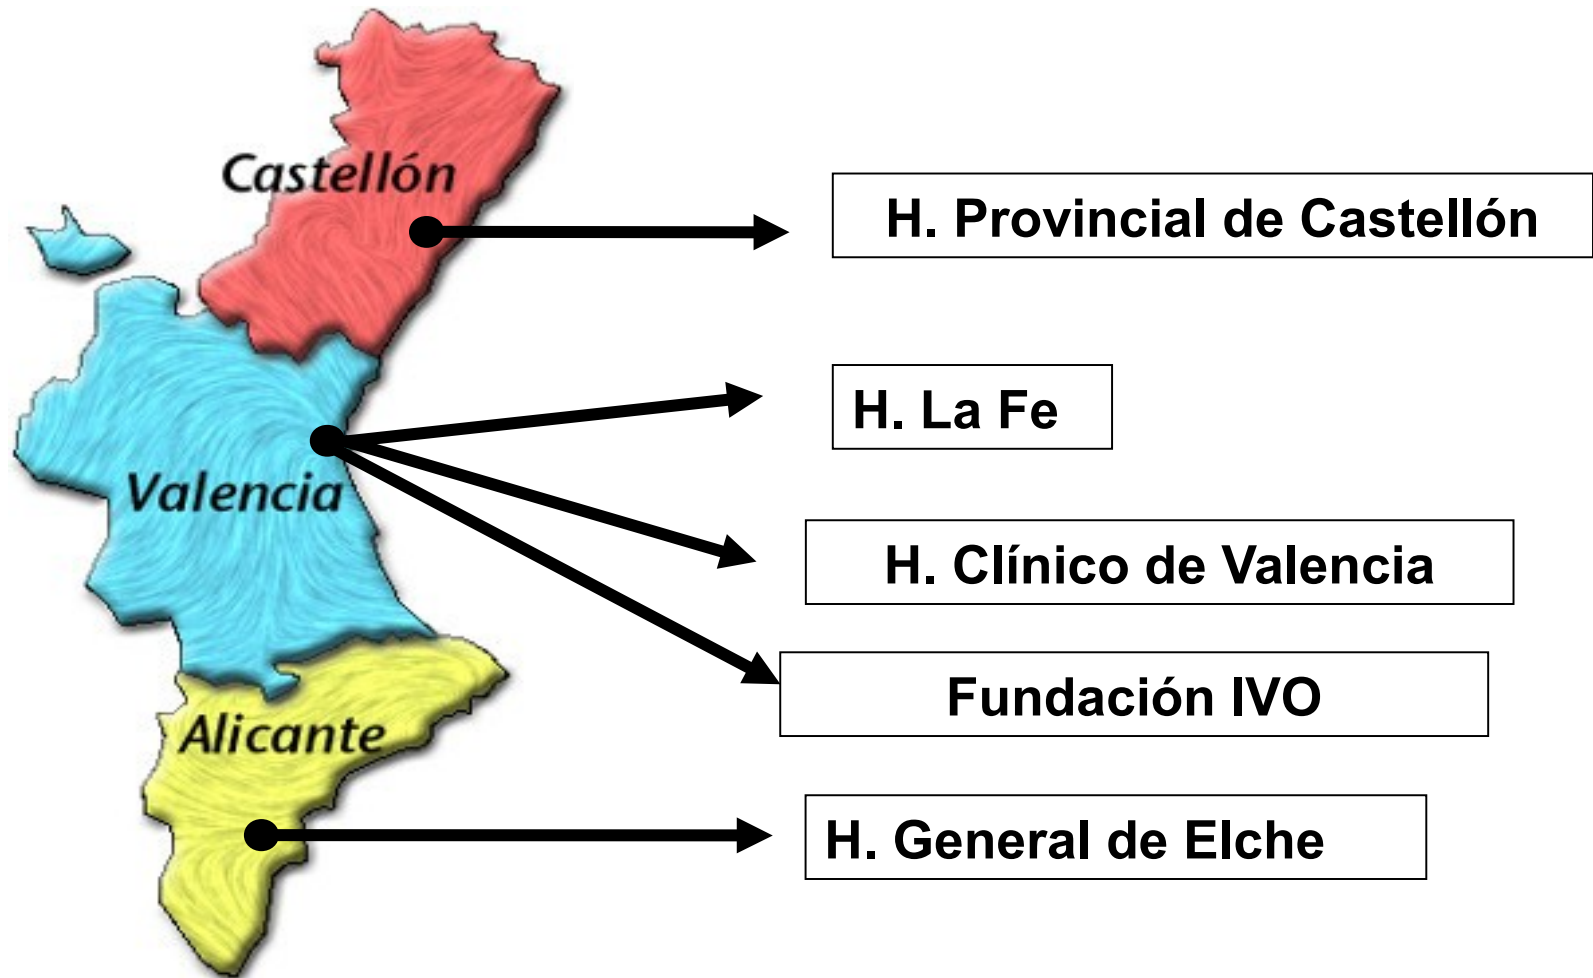 Castellón
H. Provincial de Castellón
H. La Fe
Valencia
H. Clínico de Valencia
Fundación IVO
Alicante
H. General de Elche